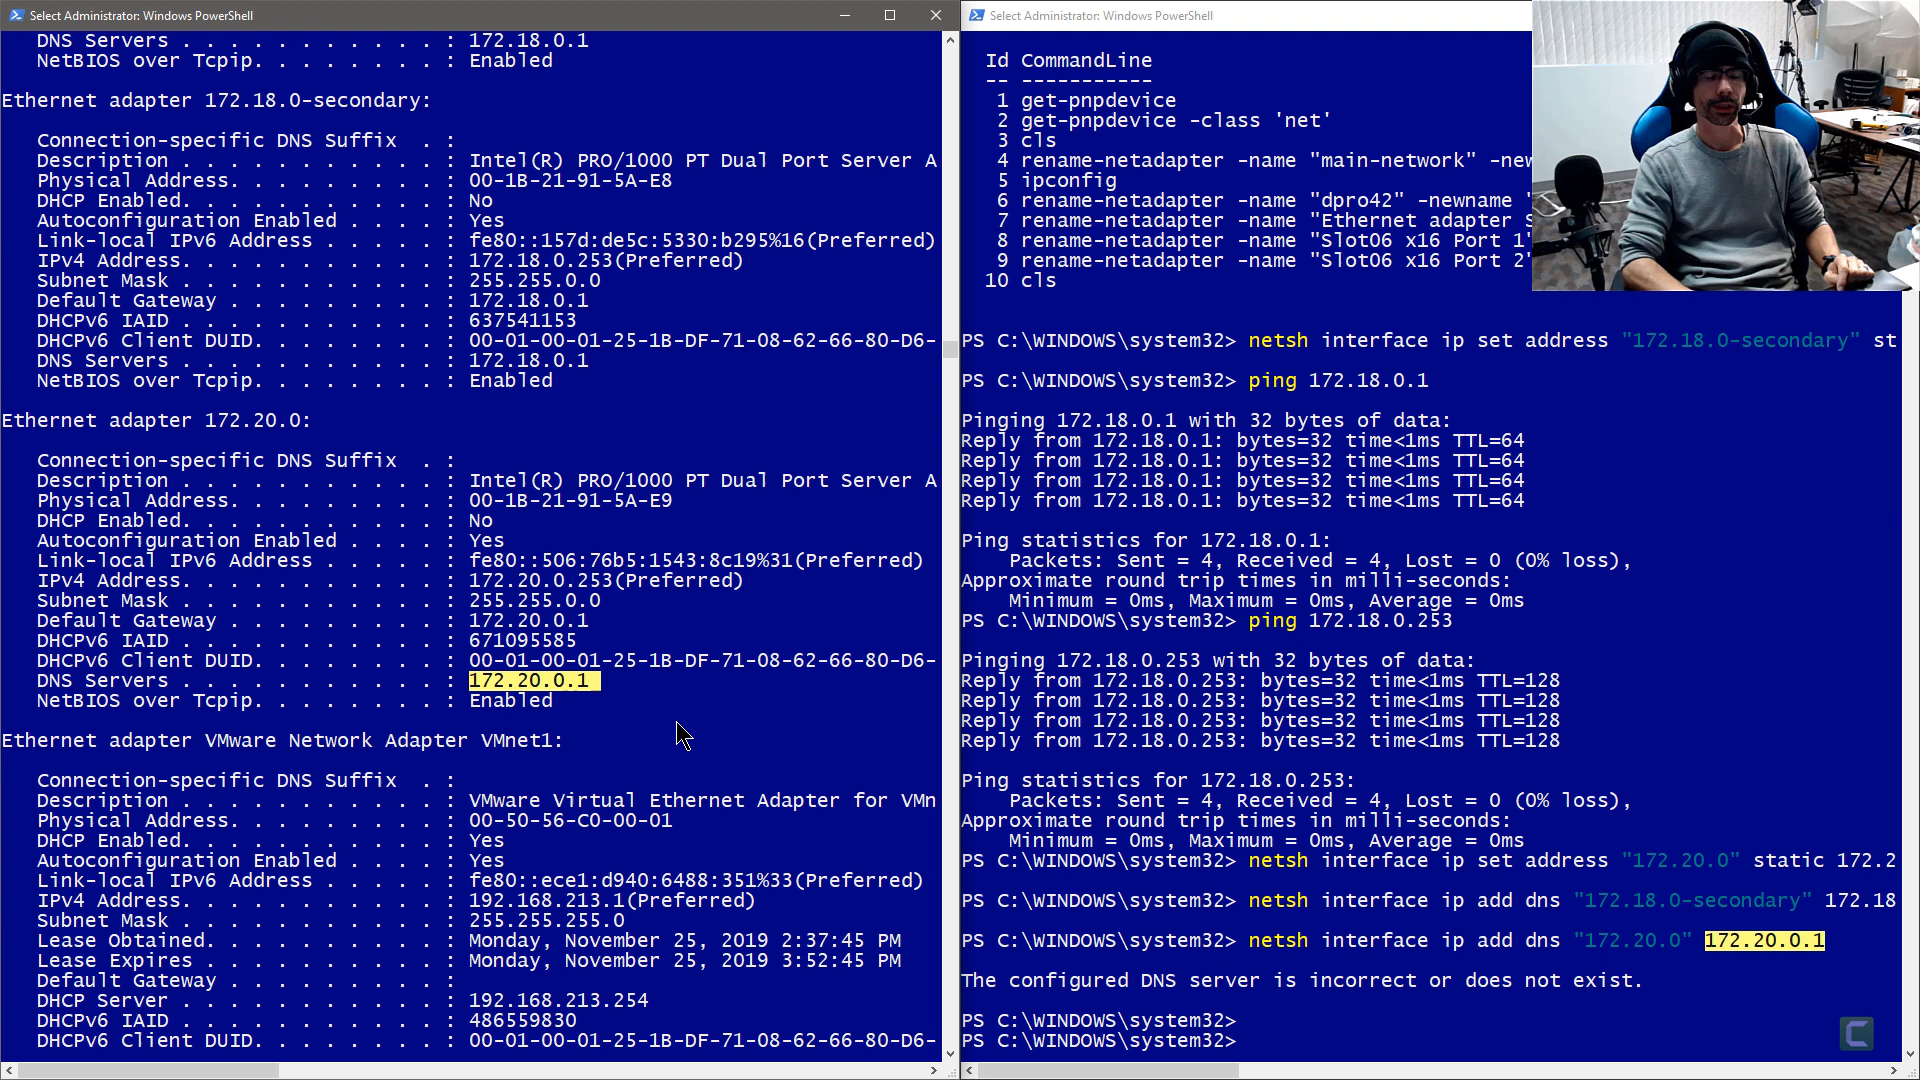 Select Administrator: Windows PowerShell
DNS Servers . . . . . . . . . . . : 172.18.0.1
NetBIOS over Tcpip. . . . . . . . : Enabled
Ethernet adapter 172.18.0-secondary:
Connection-specific DNS Suffix  . :
Description . . . . . . . . . . . : Intel(R) PRO/1000 PT Dual Port Server A
Physical Address. . . . . . . . . : 00-1B-21-91-5A-E8
DHCP Enabled. . . . . . . . . . . : No
Autoconfiguration Enabled . . . . : Yes
Link-local IPv6 Address . . . . . : fe80::157d:de5c:5330:b295%16(Preferred)
IPv4 Address. . . . . . . . . . . : 172.18.0.253(Preferred)
Subnet Mask . . . . . . . . . . . : 255.255.0.0
Default Gateway . . . . . . . . . : 172.18.0.1
DHCPv6 IAID . . . . . . . . . . . : 637541153
DHCPv6 Client DUID. . . . . . . . : 00-01-00-01-25-1B-DF-71-08-62-66-80-D6-
DNS Servers . . . . . . . . . . . : 172.18.0.1
NetBIOS over Tcpip. . . . . . . . : Enabled
Ethernet adapter 172.20.0:
Connection-specific DNS Suffix  . :
Description . . . . . . . . . . . : Intel(R) PRO/1000 PT Dual Port Server A
Physical Address. . . . . . . . . : 00-1B-21-91-5A-E9
DHCP Enabled. . . . . . . . . . . : No
Autoconfiguration Enabled . . . . : Yes
Link-local IPv6 Address . . . . . : fe80::506:76b5:1543:8c19%31(Preferred)
IPv4 Address. . . . . . . . . . . : 172.20.0.253(Preferred)
Subnet Mask . . . . . . . . . . . : 255.255.0.0
Default Gateway . . . . . . . . . : 172.20.0.1
DHCPv6 IAID . . . . . . . . . . . : 671095585
DHCPv6 Client DUID. . . . . . . . : 00-01-00-01-25-1B-DF-71-08-62-66-80-D6-
DNS Servers . . . . . . . . . . . : 172.20.0.1
NetBIOS over Tcpip. . . . . . . . : Enabled
Ethernet adapter VMware Network Adapter VMnet1:
Connection-specific DNS Suffix  . :
Description . . . . . . . . . . . : VMware Virtual Ethernet Adapter for VMn
Physical Address. . . . . . . . . : 00-50-56-C0-00-01
DHCP Enabled. . . . . . . . . . . : Yes
Autoconfiguration Enabled . . . . : Yes
Link-local IPv6 Address . . . . . : fe80::ece1:d940:6488:351%33(Preferred)
IPv4 Address. . . . . . . . . . . : 192.168.213.1(Preferred)
Subnet Mask . . . . . . . . . . . : 255.255.255.0
Lease Obtained. . . . . . . . . . : Monday, November 25, 2019 2:37:45 PM
Lease Expires . . . . . . . . . . : Monday, November 25, 2019 3:52:45 PM
Default Gateway . . . . . . . . . :
DHCP Server . . . . . . . . . . . : 192.168.213.254
DHCPv6 IAID . . . . . . . . . . . : 486559830
DHCPv6 Client DUID. . . . . . . . : 00-01-00-01-25-1B-DF-71-08-62-66-80-D6-
Select Administrator: Windows PowerShell
Id CommandLine
-- -----------
1 get-pnpdevice
2 get-pnpdevice -class 'net'
3 cls
4 rename-netadapter -name "main-network" -new
5 ipconfig
6 rename-netadapter -name "dpro42" -newname "
7 rename-netadapter -name "Ethernet adapter S
8 rename-netadapter -name "Slot06 x16 Port 1"
9 rename-netadapter -name "Slot06 x16 Port 2"
10 cls
PS C:\WINDOWS\system32> netsh interface ip set address "172.18.0-secondary" st
PS C:\WINDOWS\system32> ping 172.18.0.1
Pinging 172.18.0.1 with 32 bytes of data:
Reply from 172.18.0.1: bytes=32 time<1ms TTL=64
Reply from 172.18.0.1: bytes=32 time<1ms TTL=64
Reply from 172.18.0.1: bytes=32 time<1ms TTL=64
Reply from 172.18.0.1: bytes=32 time<1ms TTL=64
Ping statistics for 172.18.0.1:
Packets: Sent = 4, Received = 4, Lost = 0 (0% loss),
Approximate round trip times in milli-seconds:
Minimum = 0ms, Maximum = 0ms, Average = 0ms
PS C:\WINDOWS\system32> ping 172.18.0.253
Pinging 172.18.0.253 with 32 bytes of data:
Reply from 172.18.0.253: bytes=32 time<1ms TTL=128
Reply from 172.18.0.253: bytes=32 time<1ms TTL=128
Reply from 172.18.0.253: bytes=32 time<1ms TTL=128
Reply from 172.18.0.253: bytes=32 time<1ms TTL=128
Ping statistics for 172.18.0.253:
Packets: Sent = 4, Received = 4, Lost = 0 (0% loss),
Approximate round trip times in milli-seconds:
Minimum = 0ms, Maximum = 0ms, Average = 0ms
PS C:\WINDOWS\system32> netsh interface ip set address "172.20.0" static 172.2
PS C:\WINDOWS\system32> netsh interface ip add dns "172.18.0-secondary" 172.18
PS C:\WINDOWS\system32> netsh interface ip add dns "172.20.0" 172.20.0.1
The configured DNS server is incorrect or does not exist.
PS C:\WINDOWS\system32>
PS C:\WINDOWS\system32>